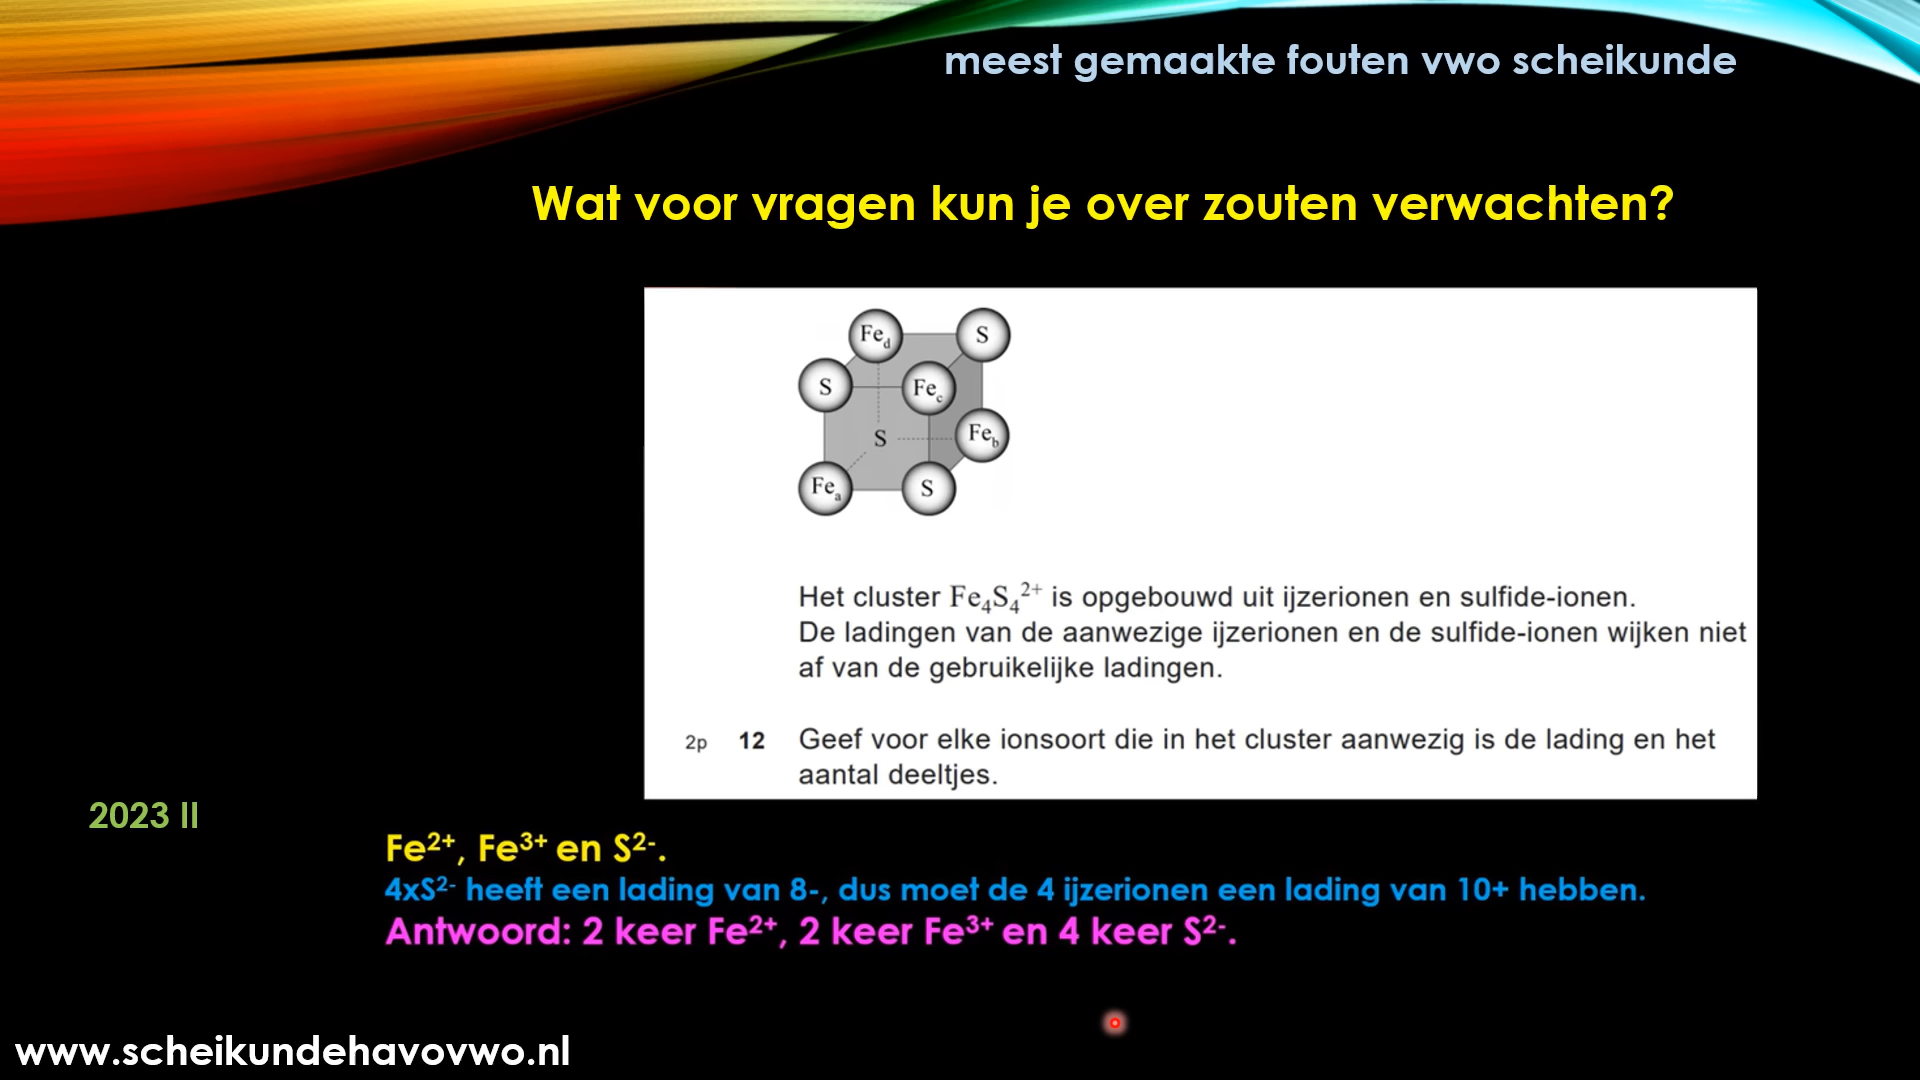 meest gemaakte fouten vwo scheikunde
Wat voor vragen kun je over zouten verwachten?
Fe_d S
S Fe_c
S Fe_b
Fe_a S
Het cluster Fe₄S₄²⁺ is opgebouwd uit ijzerionen en sulfide-ionen.
De ladingen van de aanwezige ijzerionen en de sulfide-ionen wijken niet
af van de gebruikelijke ladingen.
2p 12 Geef voor elke ionsoort die in het cluster aanwezig is de lading en het
aantal deeltjes.
2023 II
Fe²⁺, Fe³⁺ en S²⁻.
4xS²⁻ heeft een lading van 8-, dus moet de 4 ijzerionen een lading van 10+ hebben.
Antwoord: 2 keer Fe²⁺, 2 keer Fe³⁺ en 4 keer S²⁻.
www.scheikundehavovwo.nl